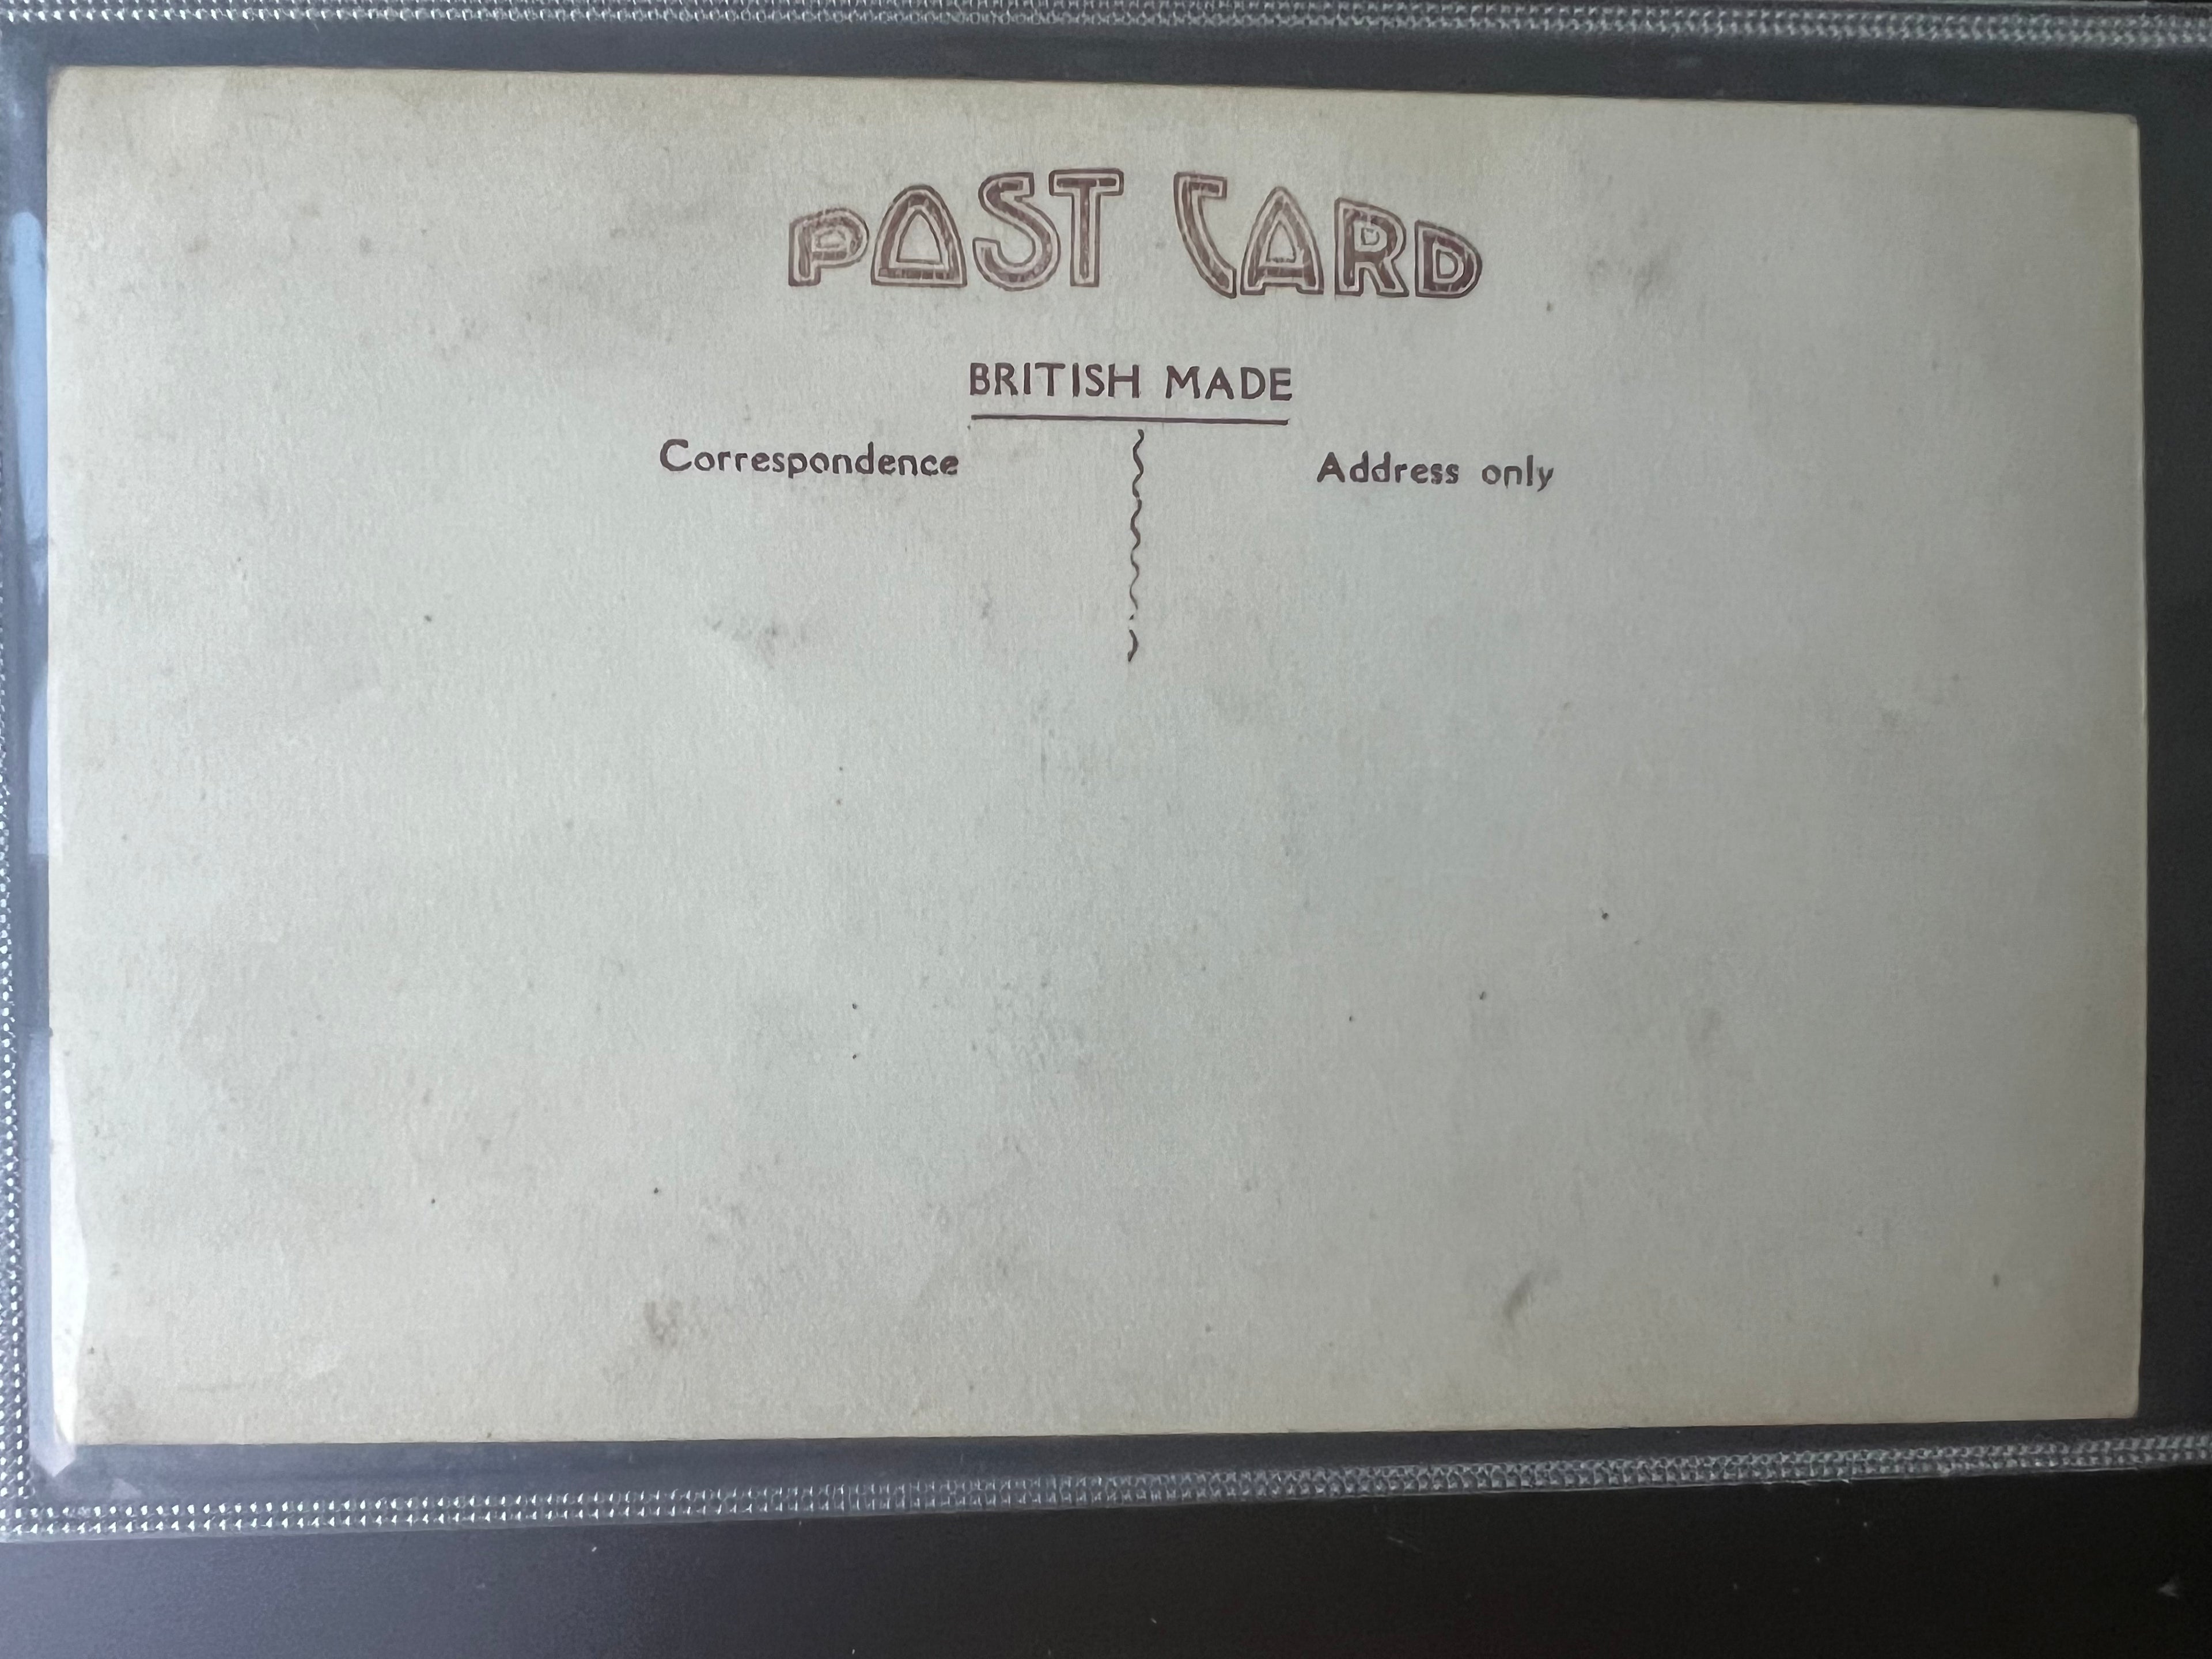 POST CARD
BRITISH MADE
Correspondence
Address only